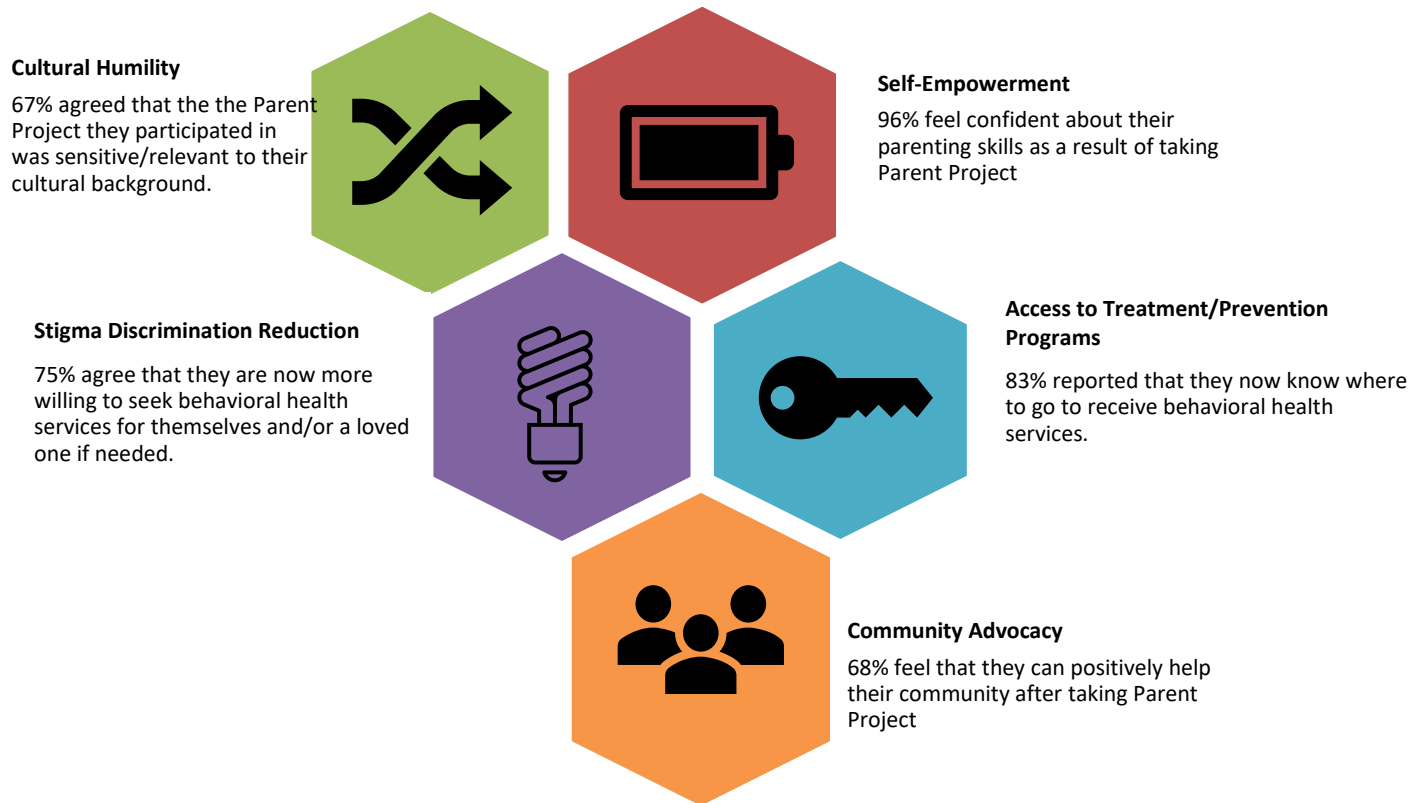 Cultural Humility
67% agreed that the the Parent
Project they participated in
was sensitive/relevant to their
cultural background.
Self-Empowerment
96% feel confident about their
parenting skills as a result of taking
Parent Project
Stigma Discrimination Reduction
75% agree that they are now more
willing to seek behavioral health
services for themselves and/or a loved
one if needed.
Access to Treatment/Prevention
Programs
83% reported that they now know where
to go to receive behavioral health
services.
Community Advocacy
68% feel that they can positively help
their community after taking Parent
Project